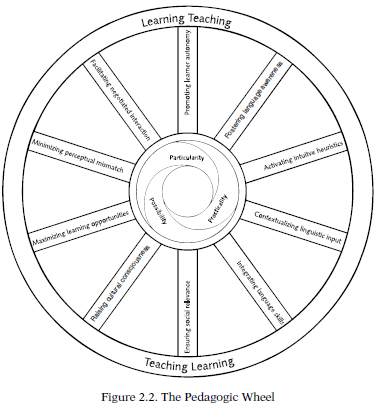 Learning Teaching
Promoting learner autonomy
Fostering language awareness
Activating intuitive heuristics
Contextualizing linguistic input
Integrating language skills
Ensuring social relevance
Raising cultural consciousness
Maximizing learning opportunities
Minimizing perceptual mismatch
Facilitating negotiated interaction
Particularity
Practicality
Possibility
Teaching Learning
Figure 2.2. The Pedagogic Wheel